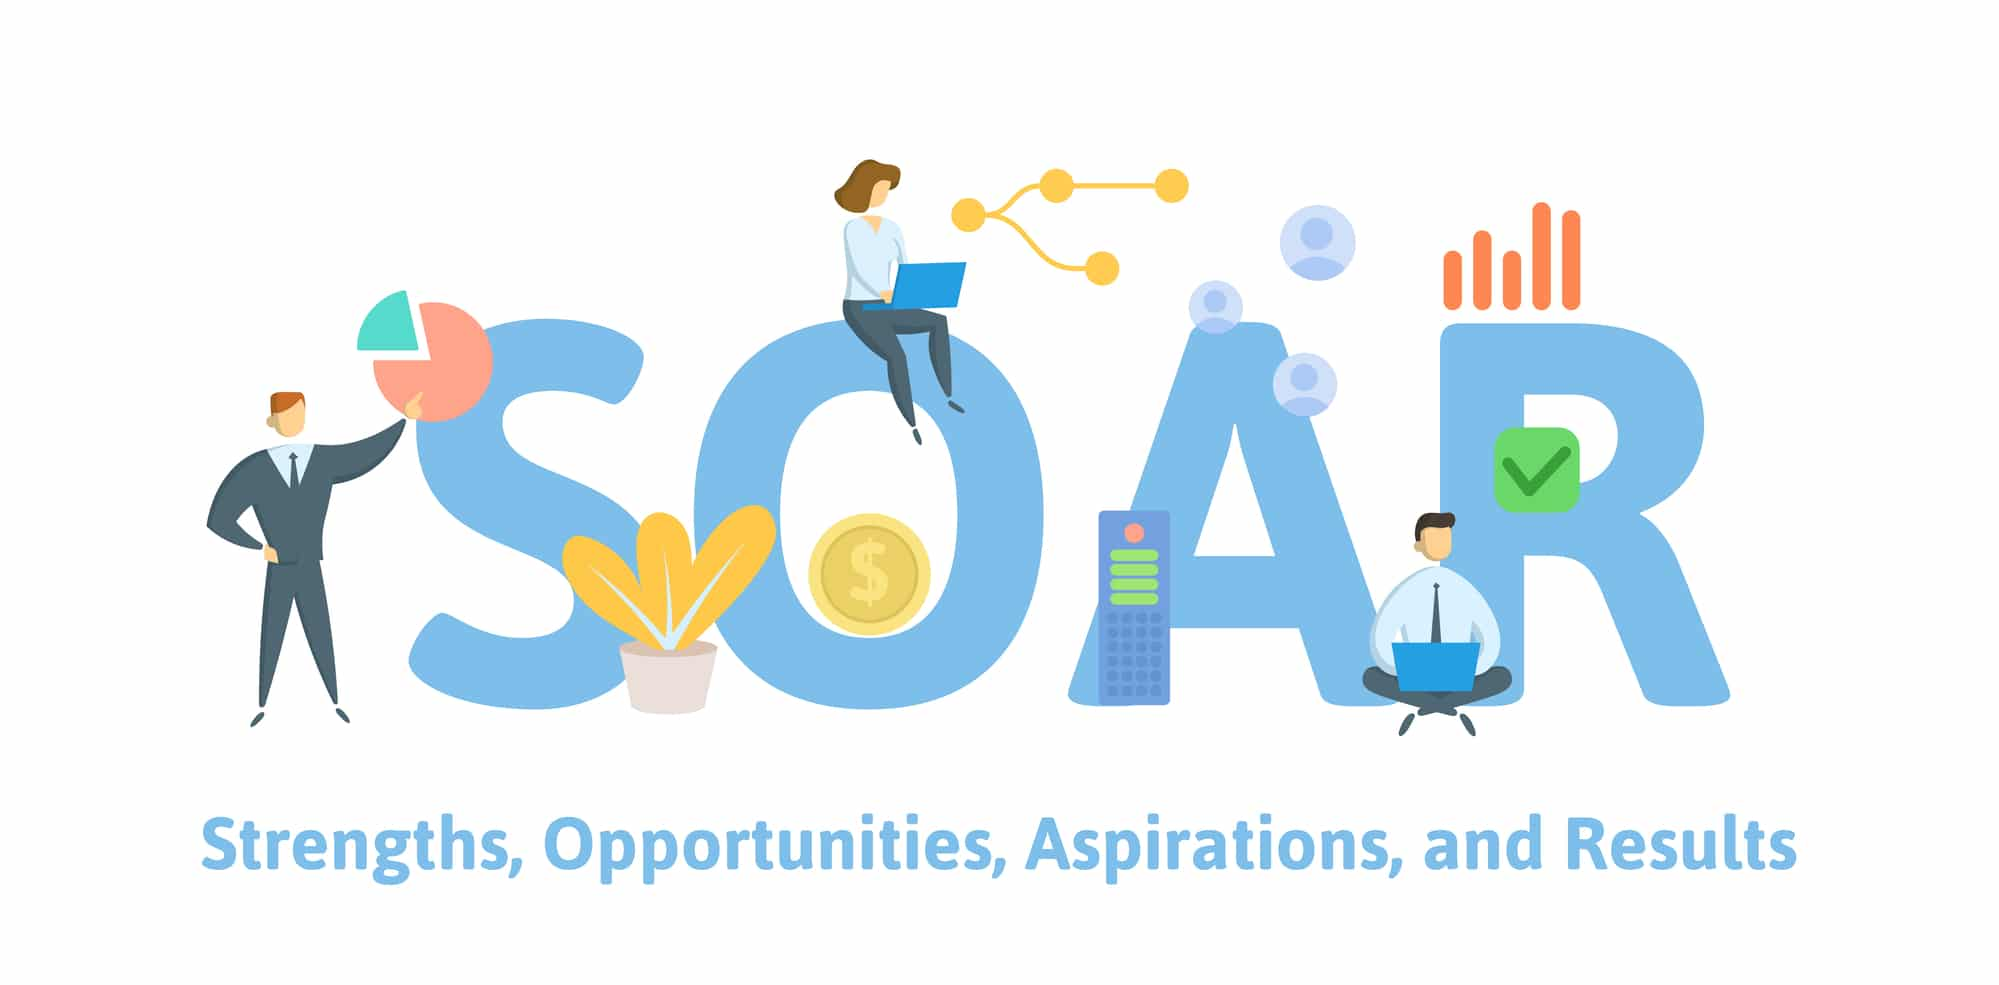 SOAR
$
Strengths, Opportunities, Aspirations, and Results